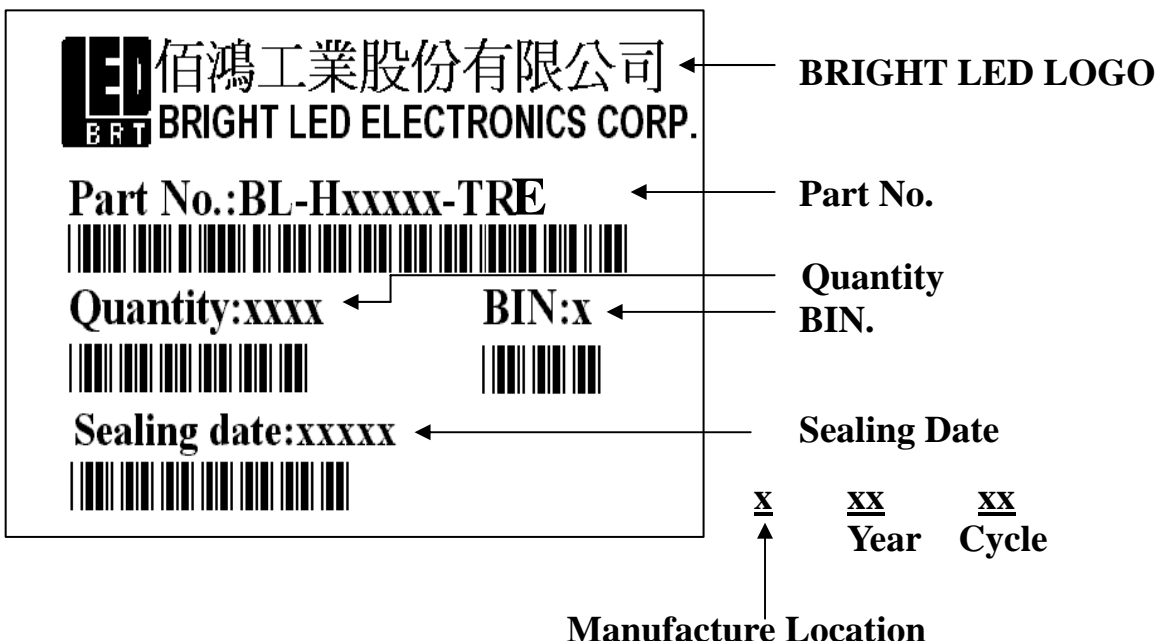 LED 佰鴻工業股份有限公司
BRT BRIGHT LED ELECTRONICS CORP.
BRIGHT LED LOGO
Part No.:BL-Hxxxxx-TRE
Part No.
Quantity:xxxx
BIN:x
Quantity
BIN.
Sealing date:xxxxx
Sealing Date
x xx xx
Year Cycle
Manufacture Location